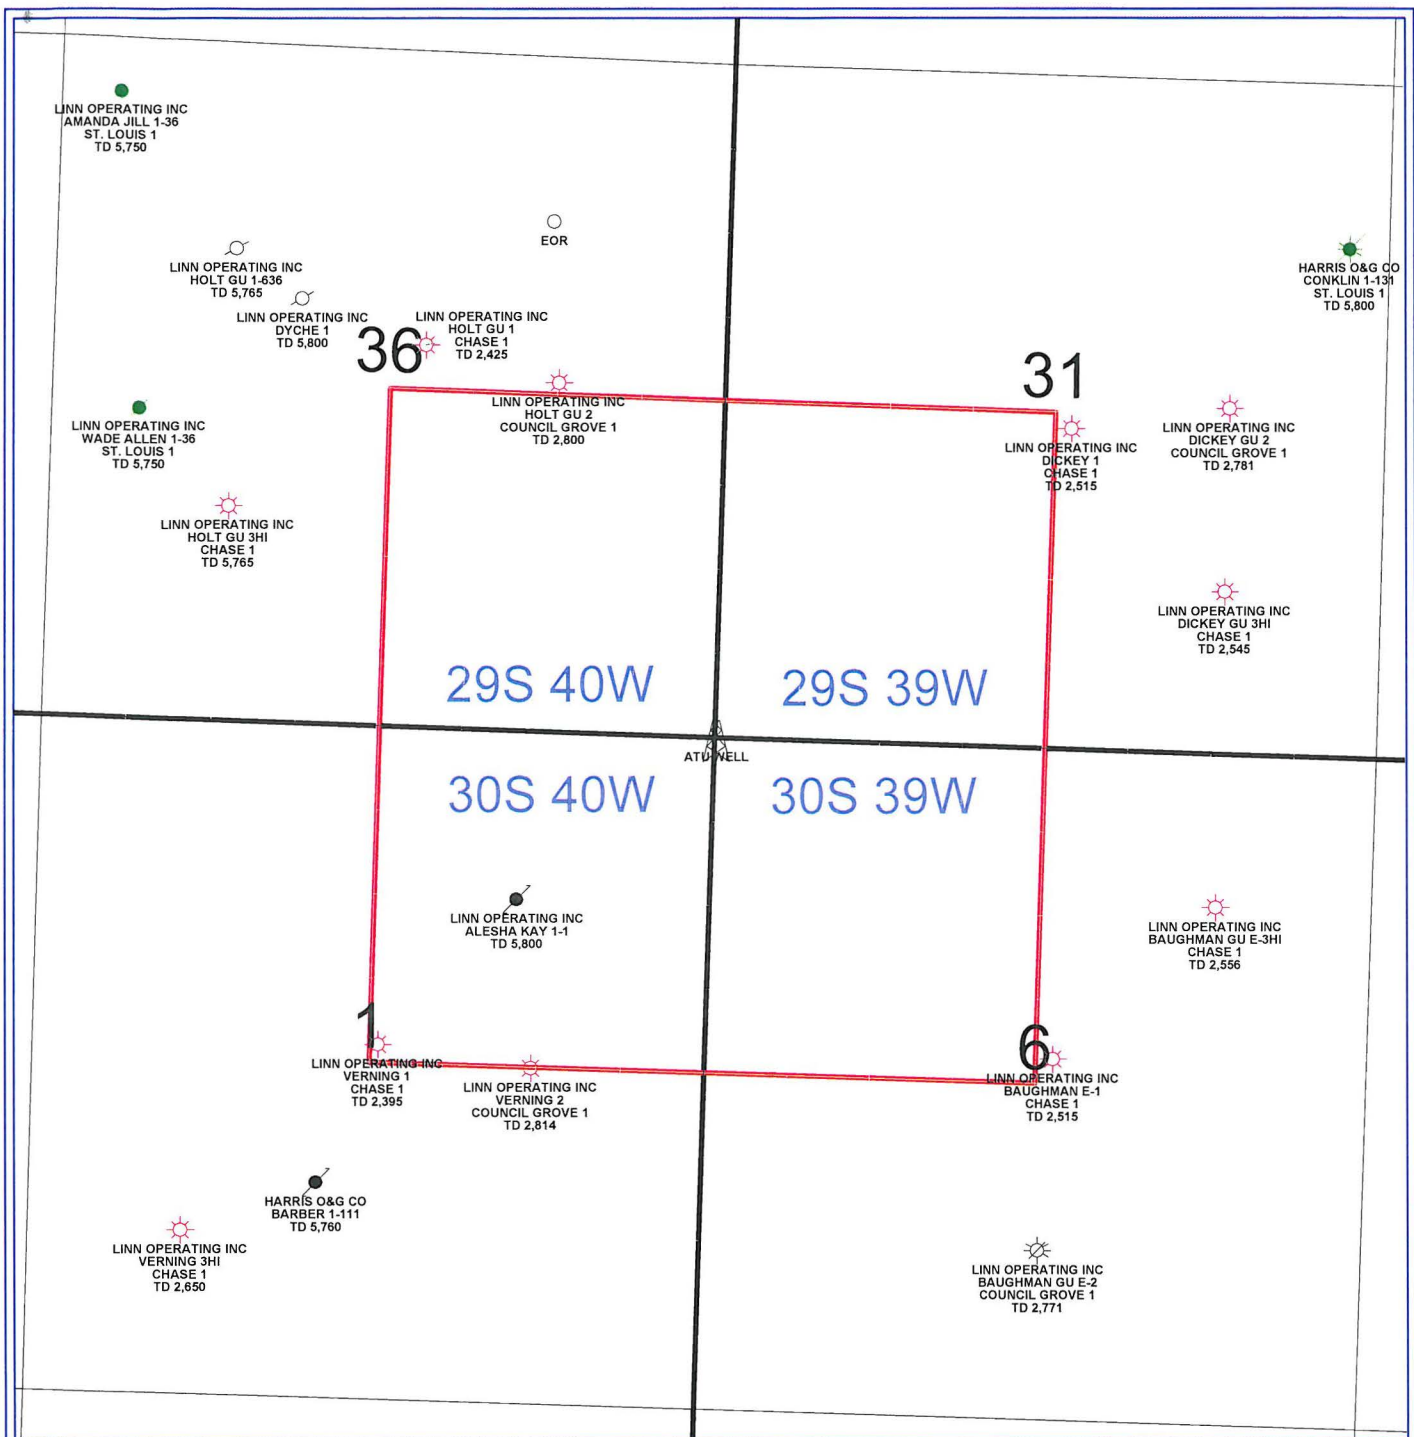 LINN OPERATING INC
AMANDA JILL 1-36
ST. LOUIS 1
TD 5,750
EOR
LINN OPERATING INC
HOLT GU 1-636
TD 5,765
HARRIS O&G CO
CONKLIN 1-131
ST. LOUIS 1
TD 5,800
LINN OPERATING INC
DYCHE 1
TD 5,800
LINN OPERATING INC
HOLT GU 1
CHASE 1
TD 2,425
36
31
LINN OPERATING INC
HOLT GU 2
COUNCIL GROVE 1
TD 2,800
LINN OPERATING INC
WADE ALLEN 1-36
ST. LOUIS 1
TD 5,750
LINN OPERATING INC
DICKEY 1
CHASE 1
TD 2,515
LINN OPERATING INC
DICKEY GU 2
COUNCIL GROVE 1
TD 2,781
LINN OPERATING INC
HOLT GU 3HI
CHASE 1
TD 5,765
LINN OPERATING INC
DICKEY GU 3HI
CHASE 1
TD 2,545
29S 40W
29S 39W
ATU WELL
30S 40W
30S 39W
LINN OPERATING INC
ALESHA KAY 1-1
TD 5,800
LINN OPERATING INC
BAUGHMAN GU E-3HI
CHASE 1
TD 2,556
1
6
LINN OPERATING INC
VERNING 1
CHASE 1
TD 2,395
LINN OPERATING INC
VERNING 2
COUNCIL GROVE 1
TD 2,814
LINN OPERATING INC
BAUGHMAN E-1
CHASE 1
TD 2,515
HARRIS O&G CO
BARBER 1-111
TD 5,760
LINN OPERATING INC
VERNING 3HI
CHASE 1
TD 2,650
LINN OPERATING INC
BAUGHMAN GU E-2
COUNCIL GROVE 1
TD 2,771